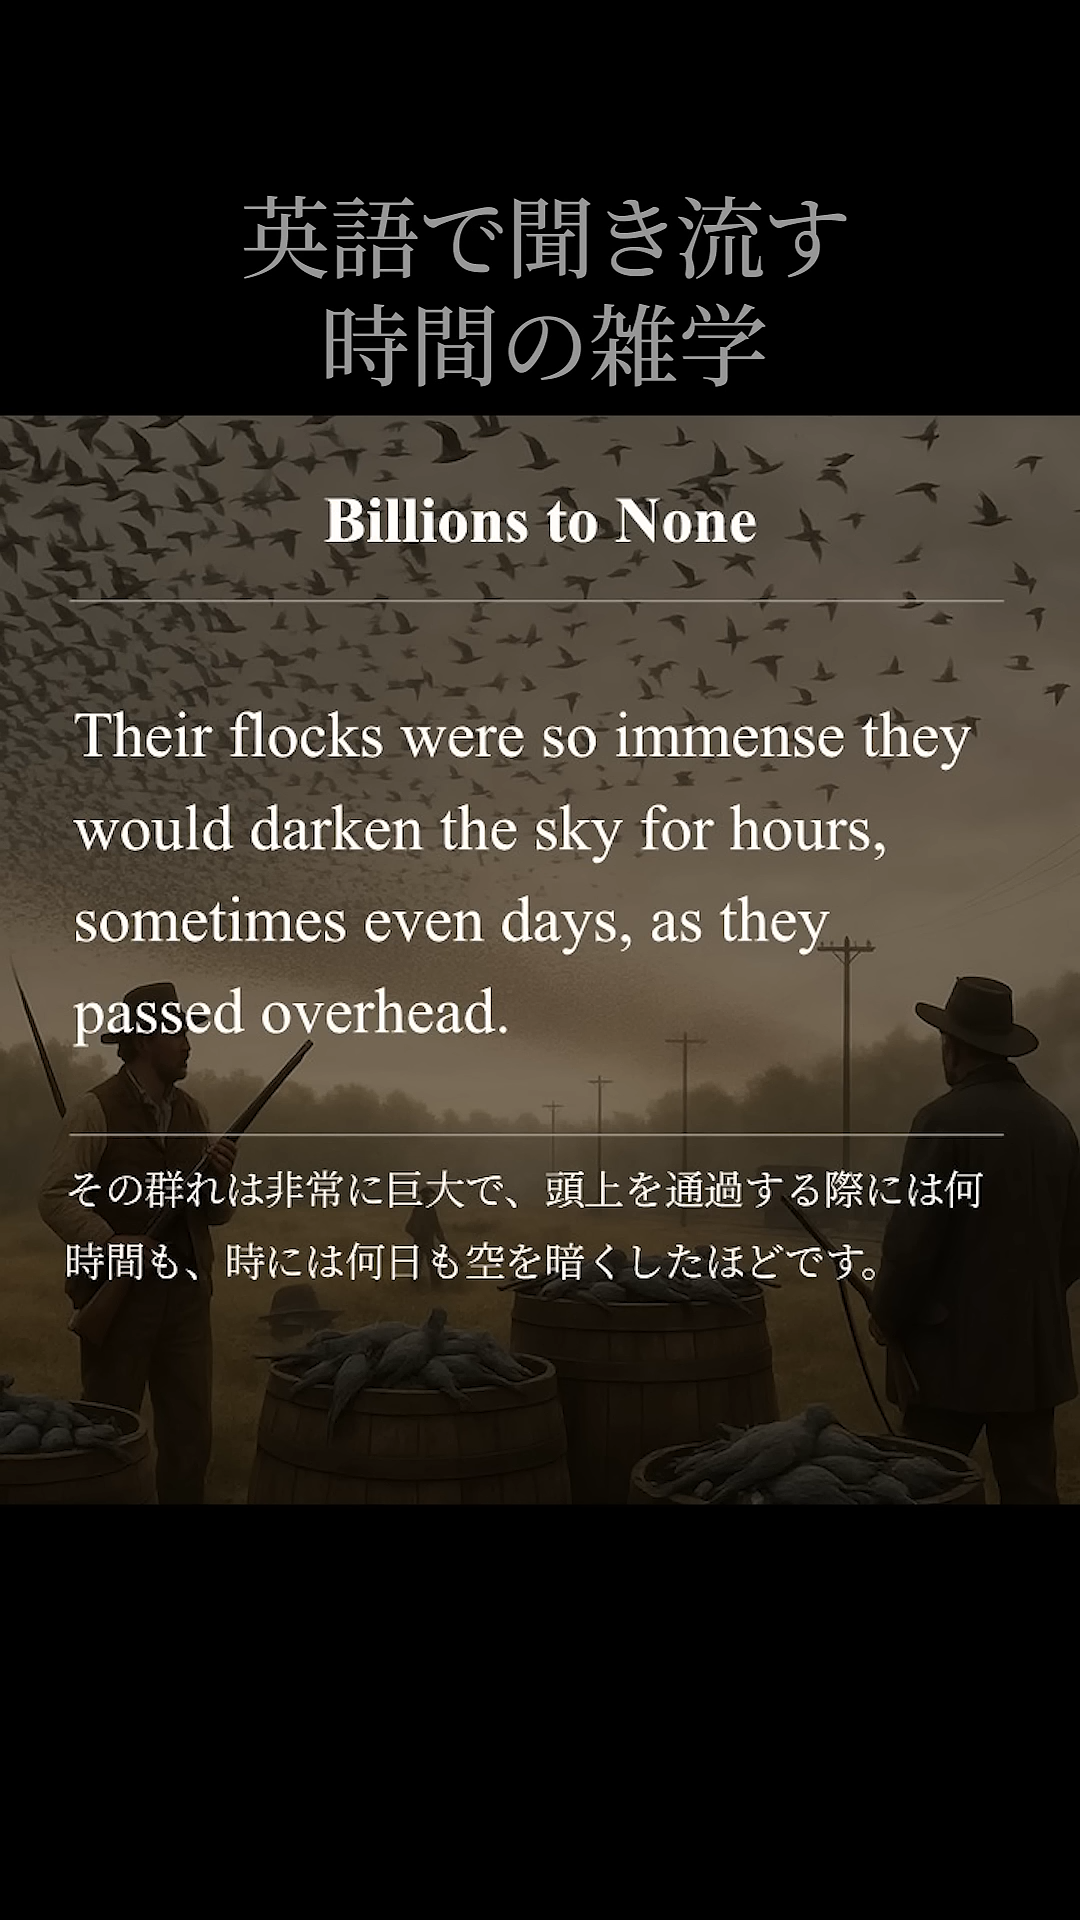 英語で聞き流す
時間の雑学
Billions to None
Their flocks were so immense they
would darken the sky for hours,
sometimes even days, as they
passed overhead.
その群れは非常に巨大で、頭上を通過する際には何
時間も、時には何日も空を暗くしたほどです。